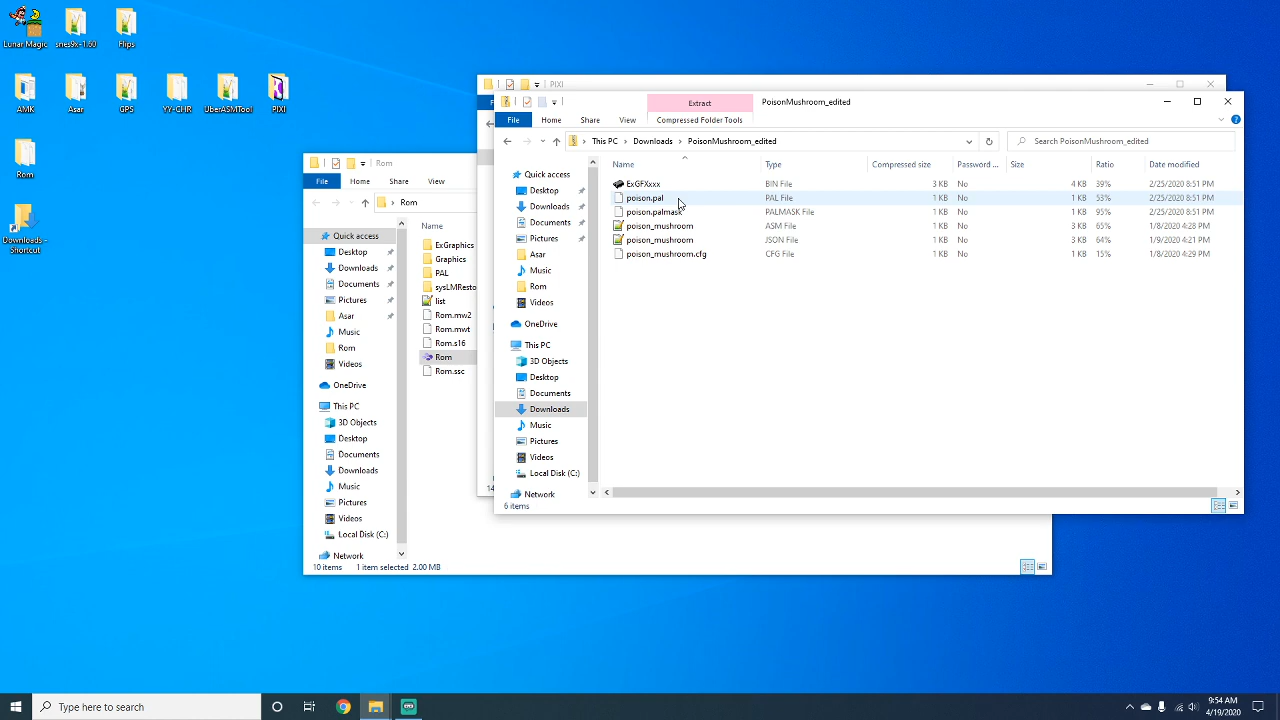 Lunar Magic
snes9x-1.60
Flips
AMK
Asar
GPS
YY-CHR
UberASMTool
PIXI
Rom
Downloads - Shortcut
PIXI
Extract
PoisonMushroom_edited
File
Home
Share
View
Compressed Folder Tools
This PC
Downloads
PoisonMushroom_edited
Search PoisonMushroom_edited
Name
Type
Compressed size
Password ...
Size
Ratio
Date modified
ExGFXxxx BIN File 3 KB No 4 KB 39% 2/25/2020 8:51 PM
poison.pal PAL File 1 KB No 1 KB 53% 2/25/2020 8:51 PM
poison.palmask PALMASK File 1 KB No 1 KB 95% 2/25/2020 8:51 PM
poison_mushroom ASM File 1 KB No 3 KB 65% 1/8/2020 4:28 PM
poison_mushroom JSON File 1 KB No 3 KB 64% 1/9/2020 4:21 PM
poison_mushroom.cfg CFG File 1 KB No 1 KB 15% 1/8/2020 4:29 PM
Quick access
Desktop
Downloads
Documents
Pictures
Asar
Music
Rom
Videos
OneDrive
This PC
3D Objects
Desktop
Documents
Downloads
Music
Pictures
Videos
Local Disk (C:)
Network
6 items
14
Rom
File
Home
Share
View
Rom
Name
Quick access
Desktop
Downloads
Documents
Pictures
Asar
Music
Rom
Videos
OneDrive
This PC
3D Objects
Desktop
Documents
Downloads
Music
Pictures
Videos
Local Disk (C:)
Network
ExGraphics
Graphics
PAL
sysLMResto
list
Rom.mw2
Rom.mwt
Rom.s16
Rom
Rom.ssc
10 items 1 item selected 2.00 MB
Type here to search
9:54 AM
4/19/2020